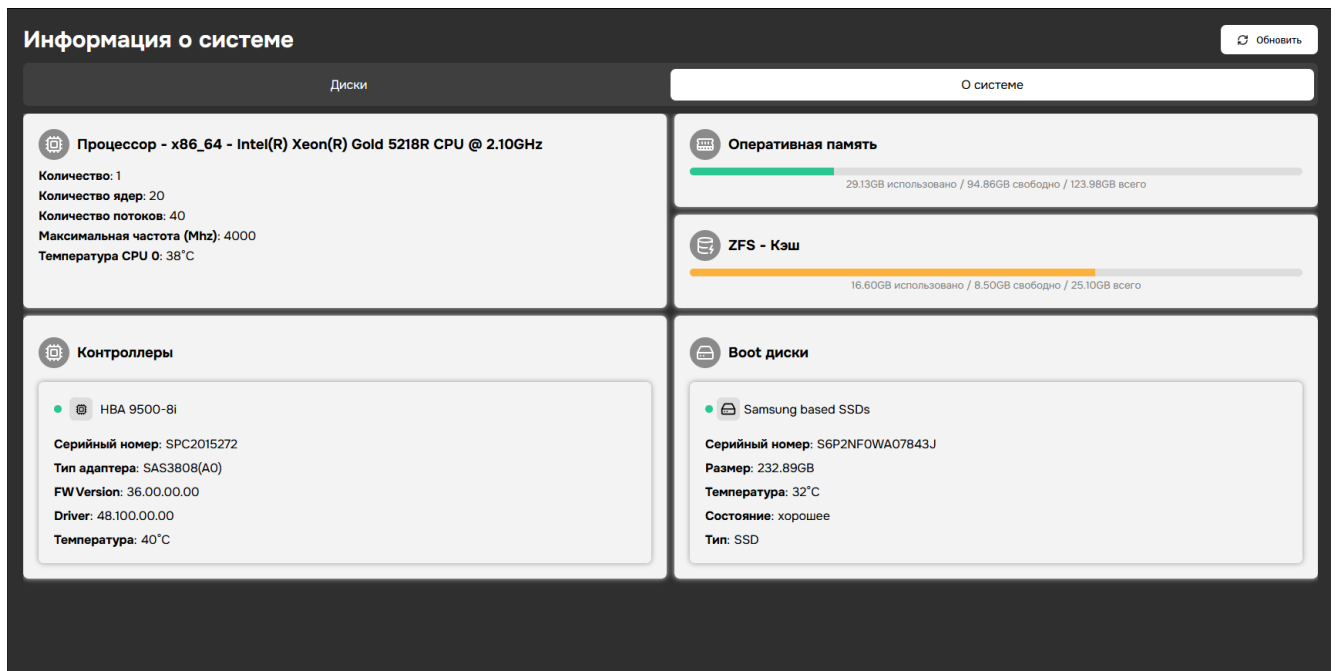 Информация о системе
Обновить
Диски
О системе
Процессор - x86_64 - Intel(R) Xeon(R) Gold 5218R CPU @ 2.10GHz
Количество: 1
Количество ядер: 20
Количество потоков: 40
Максимальная частота (Mhz): 4000
Температура CPU 0: 38°C
Оперативная память
29.13GB использовано / 94.86GB свободно / 123.98GB всего
ZFS - Кэш
16.60GB использовано / 8.50GB свободно / 25.10GB всего
Контроллеры
HBA 9500-8i
Серийный номер: SPC2015272
Тип адаптера: SAS3808(A0)
FW Version: 36.00.00.00
Driver: 48.100.00.00
Температура: 40°C
Boot диски
Samsung based SSDs
Серийный номер: S6P2NF0WA07843J
Размер: 232.89GB
Температура: 32°C
Состояние: хорошее
Тип: SSD